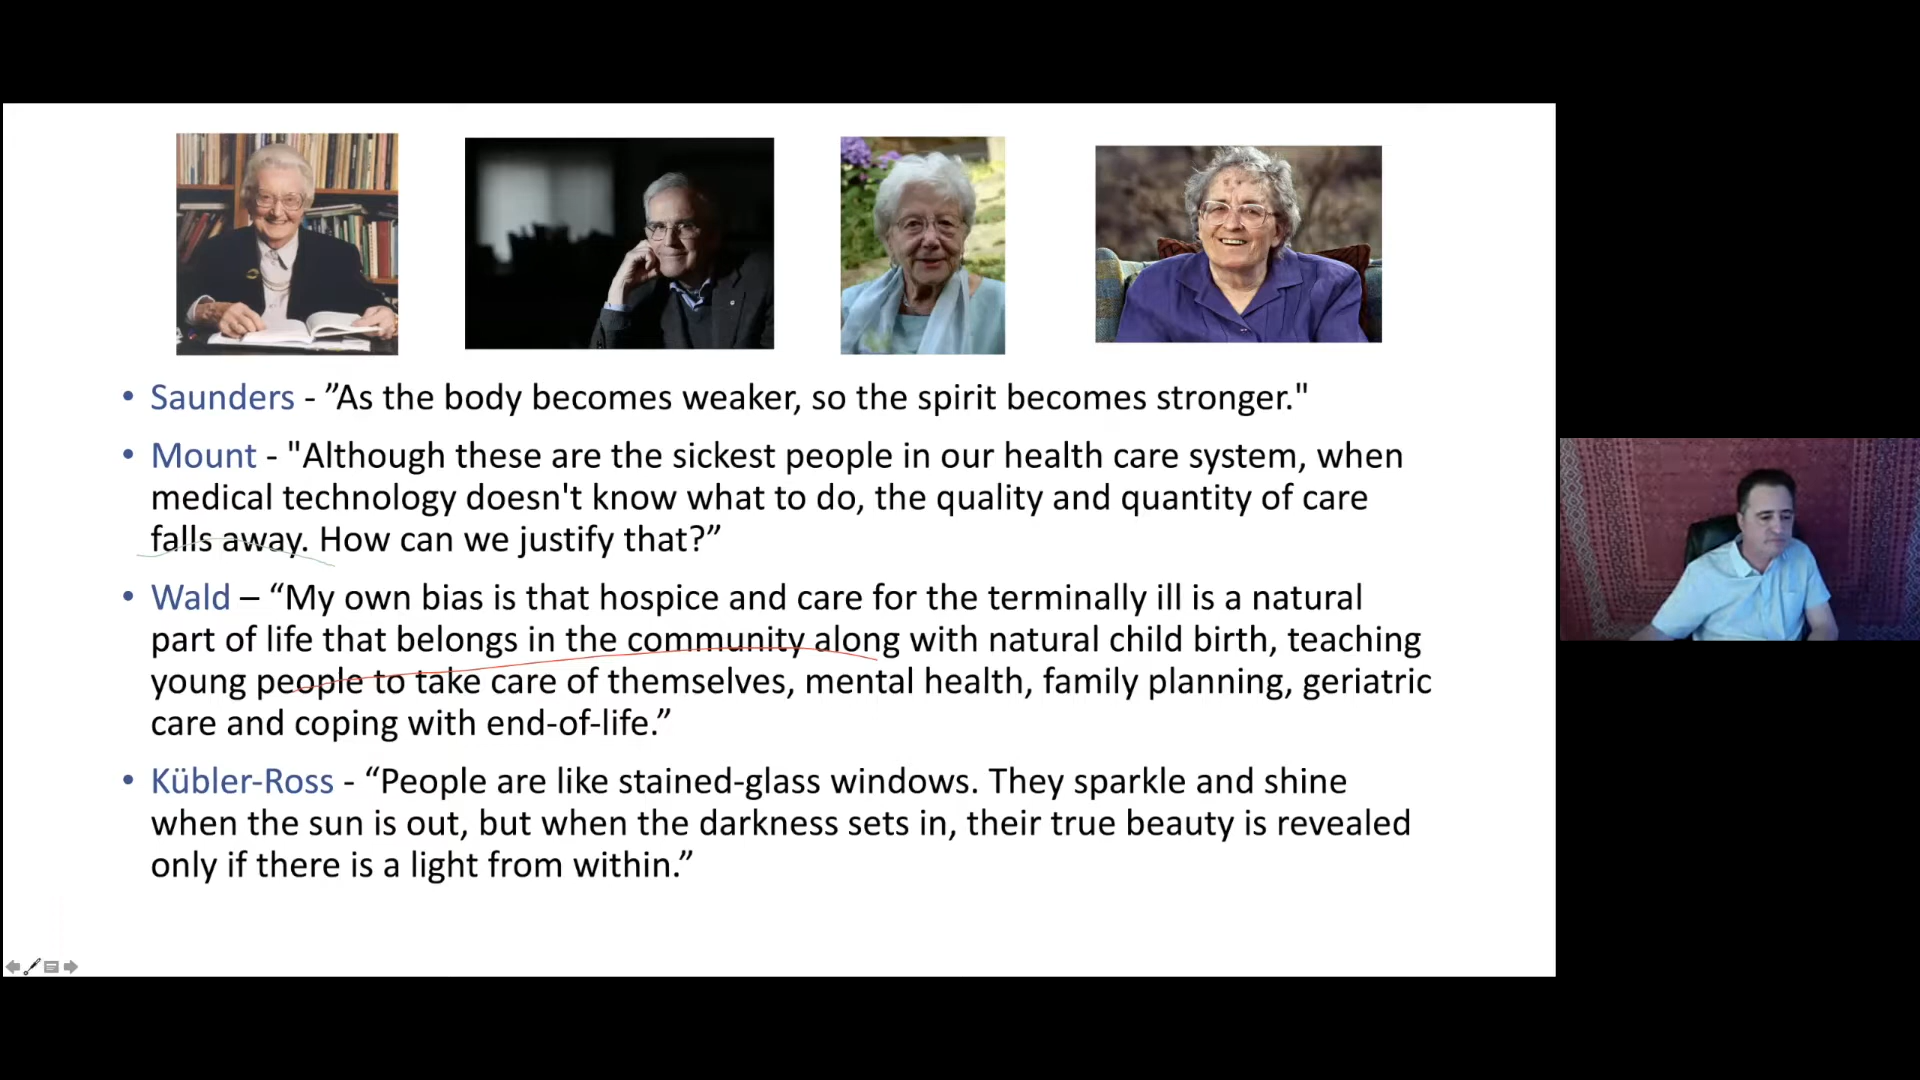 • Saunders - ”As the body becomes weaker, so the spirit becomes stronger."
• Mount - "Although these are the sickest people in our health care system, when
medical technology doesn't know what to do, the quality and quantity of care
falls away. How can we justify that?”
• Wald – “My own bias is that hospice and care for the terminally ill is a natural
part of life that belongs in the community along with natural child birth, teaching
young people to take care of themselves, mental health, family planning, geriatric
care and coping with end-of-life.”
• Kübler-Ross - “People are like stained-glass windows. They sparkle and shine
when the sun is out, but when the darkness sets in, their true beauty is revealed
only if there is a light from within.”